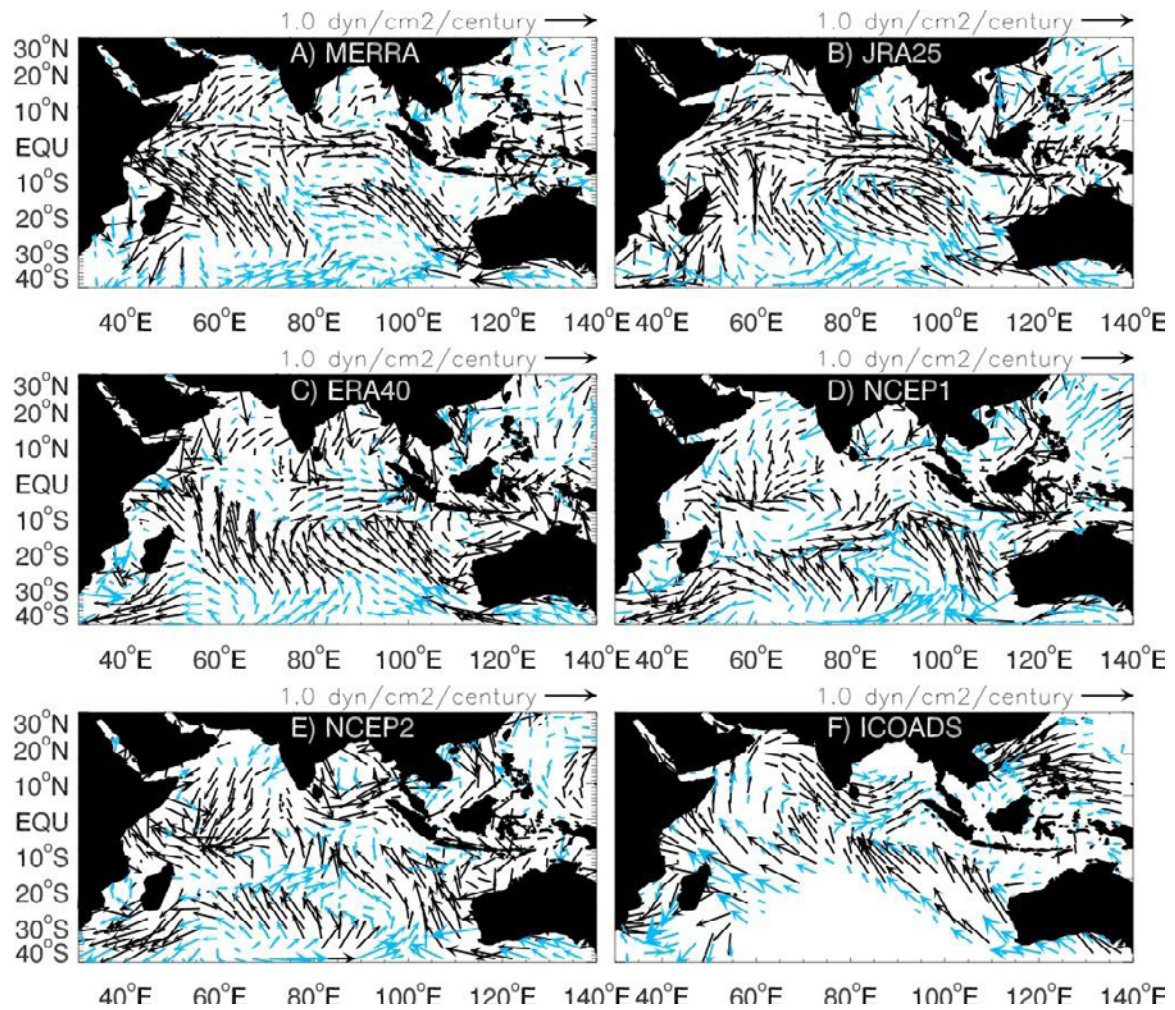 1.0 dyn/cm2/century 1.0 dyn/cm2/century
A) MERRA B) JRA25
30°N
20°N
10°N
EQU
10°S
20°S
30°S
40°S
40°E 60°E 80°E 100°E 120°E 140°E 40°E 60°E 80°E 100°E 120°E 140°E
1.0 dyn/cm2/century 1.0 dyn/cm2/century
C) ERA40 D) NCEP1
30°N
20°N
10°N
EQU
10°S
20°S
30°S
40°S
40°E 60°E 80°E 100°E 120°E 140°E 40°E 60°E 80°E 100°E 120°E 140°E
1.0 dyn/cm2/century 1.0 dyn/cm2/century
E) NCEP2 F) ICOADS
30°N
20°N
10°N
EQU
10°S
20°S
30°S
40°S
40°E 60°E 80°E 100°E 120°E 140°E 40°E 60°E 80°E 100°E 120°E 140°E